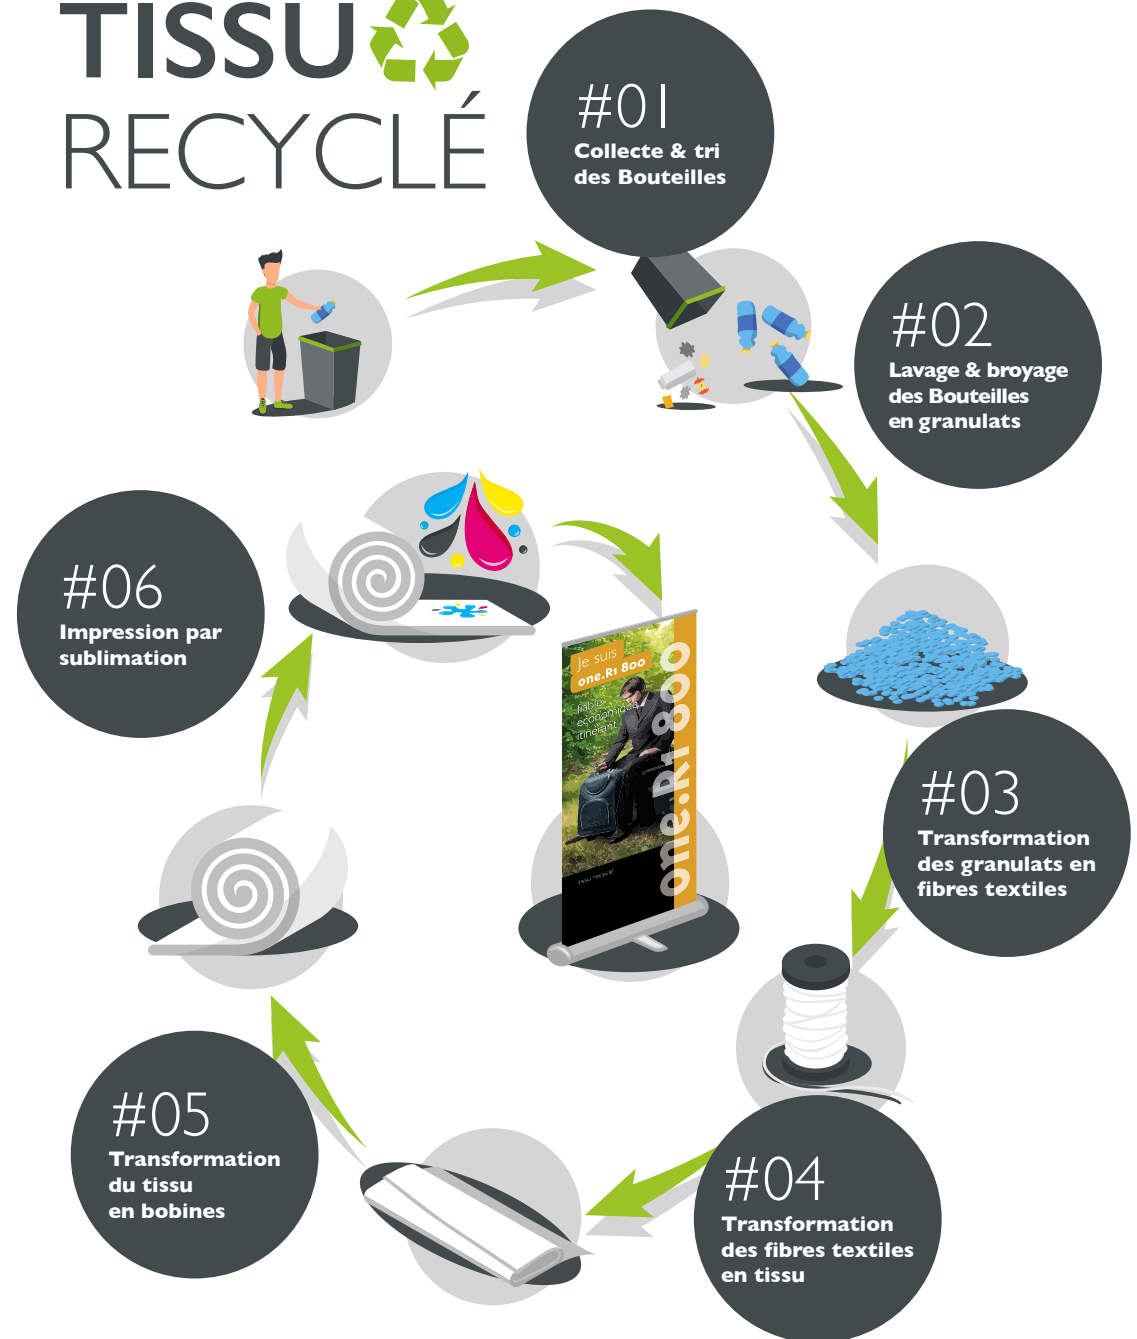 TISSU
RECYCLÉ
#01
Collecte & tri
des Bouteilles
#02
Lavage & broyage
des Bouteilles
en granulats
#03
Transformation
des granulats en
fibres textiles
#04
Transformation
des fibres textiles
en tissu
#05
Transformation
du tissu
en bobines
#06
Impression par
sublimation
Je suis
one.R1 800
fiable
économique
itinérant
one.R1 800
TISSU RECYCLÉ